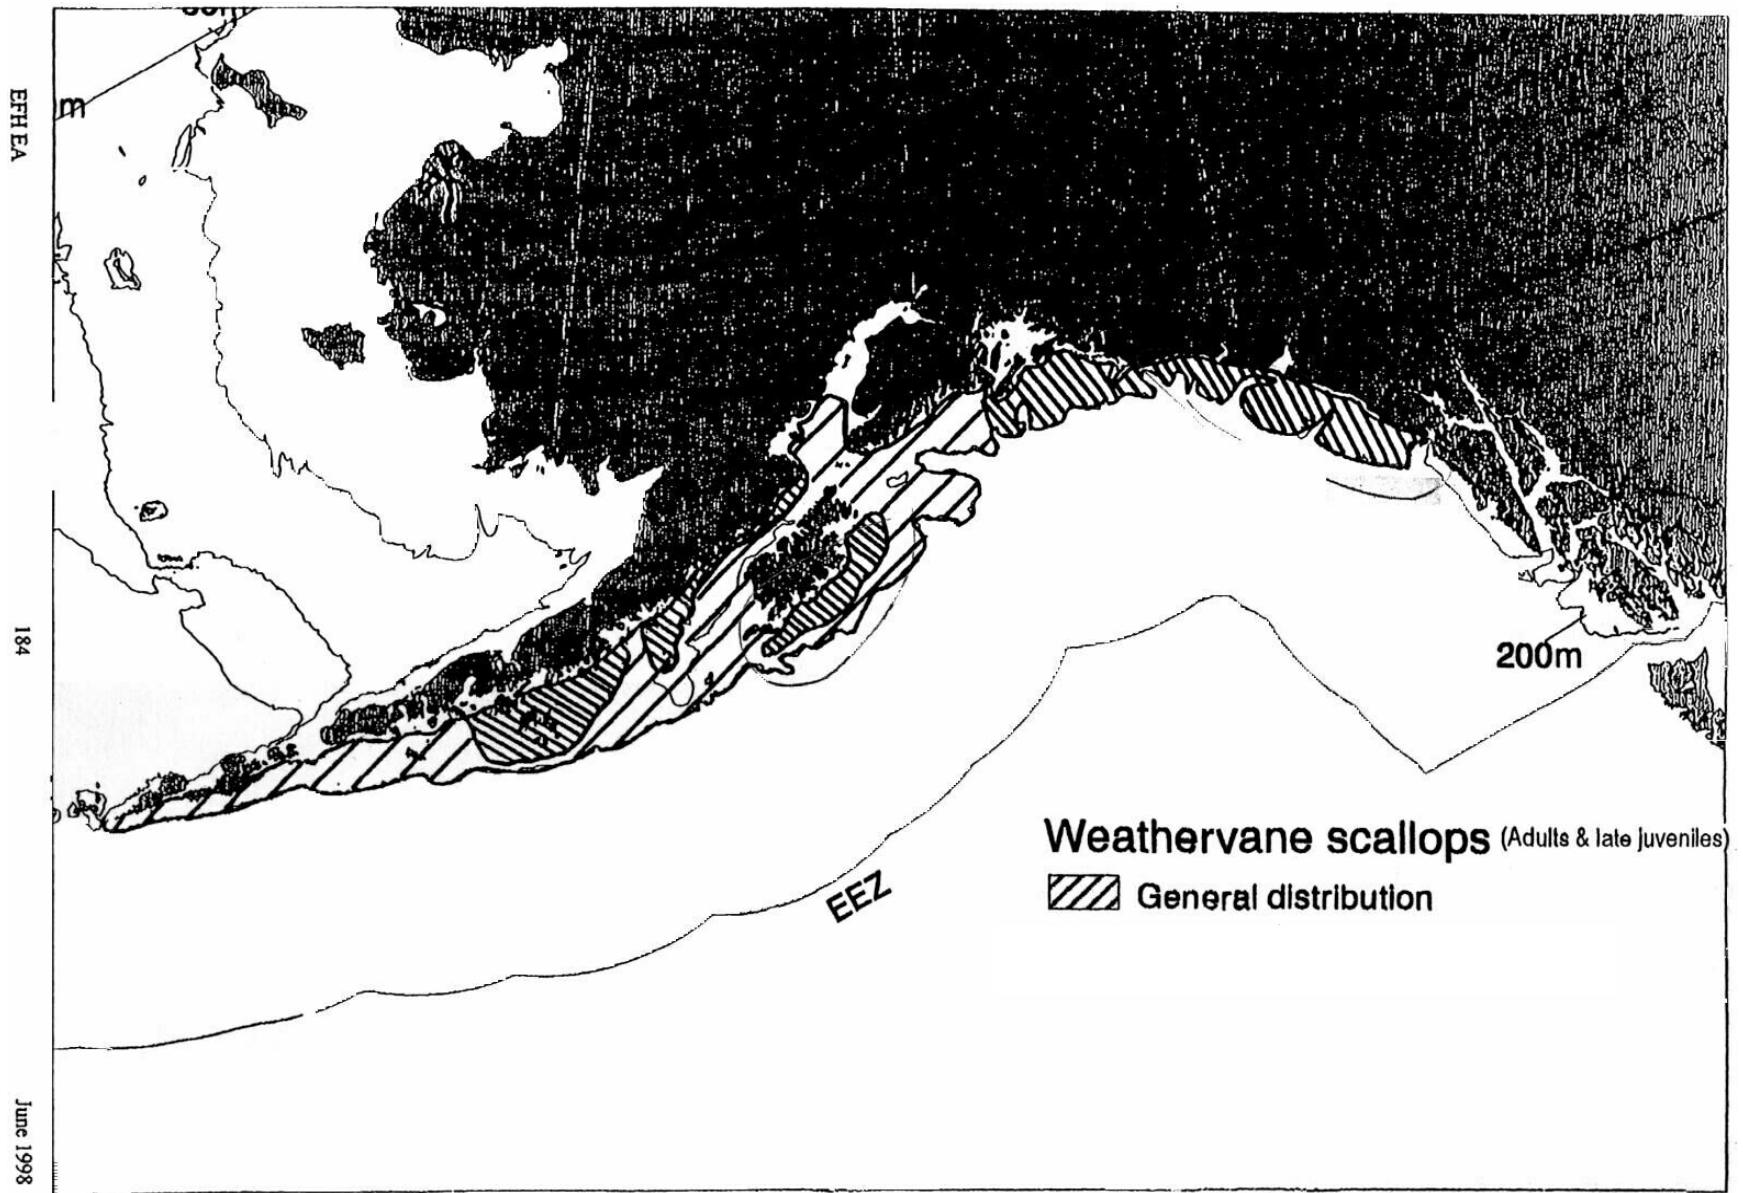 m
EFH EA
184
June 1998
200m
EEZ
Weathervane scallops (Adults & late juveniles)
General distribution